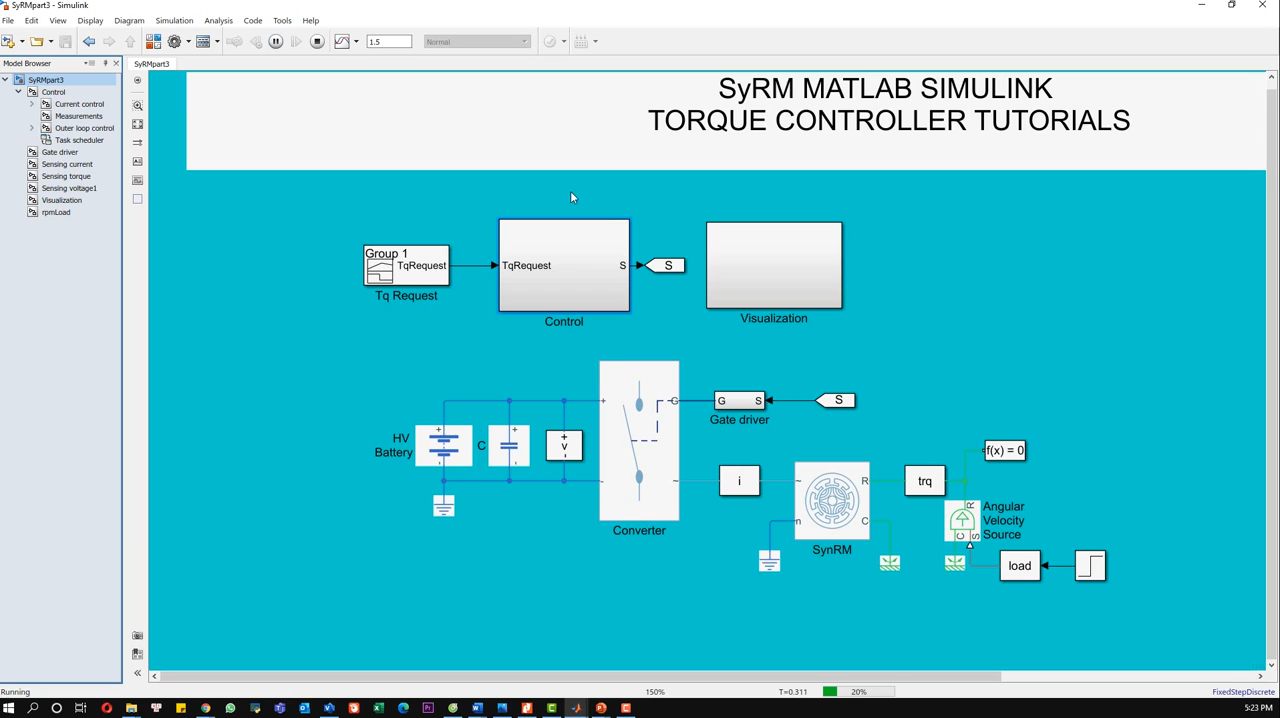 SyRMpart3 - Simulink
File Edit View Display Diagram Simulation Analysis Code Tools Help
1.5 Normal
Model Browser
SyRMpart3
SyRMpart3
Control
Current control
Measurements
Outer loop control
Task scheduler
Gate driver
Sensing current
Sensing torque
Sensing voltage1
Visualization
rpmLoad
SyRM MATLAB SIMULINK
TORQUE CONTROLLER TUTORIALS
Group 1
TqRequest
Tq Request
TqRequest S
Control
S
Visualization
HV
Battery
+
-
C
+
-
+
v
-
+
-
G
~
Converter
G S
Gate driver
S
i
~
n
R
C
SynRM
trq
f(x) = 0
R
C
S
Angular
Velocity
Source
load
Running
150%
T=0.311
20%
FixedStepDiscrete
5:23 PM